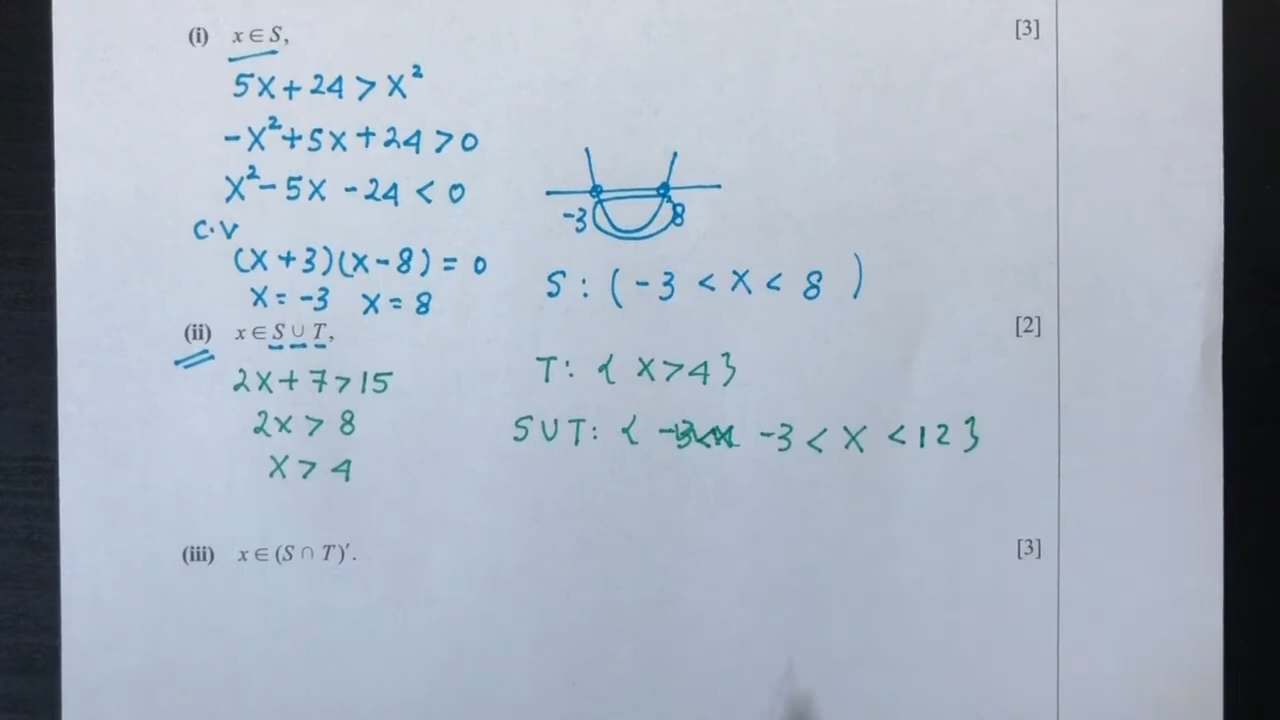 (i) x ∈ S, [3]
5x + 24 > x²
-x² + 5x + 24 > 0
x² - 5x - 24 < 0
C.V
(x + 3)(x - 8) = 0
x = -3 x = 8
-3 8
S : ( -3 < x < 8 )
(ii) x ∈ S ∪ T, [2]
2x + 7 > 15
2x > 8
x > 4
T: { x > 4 }
S∪T: { -3 < x -3 < x < 12 }
(iii) x ∈ (S ∩ T)′. [3]